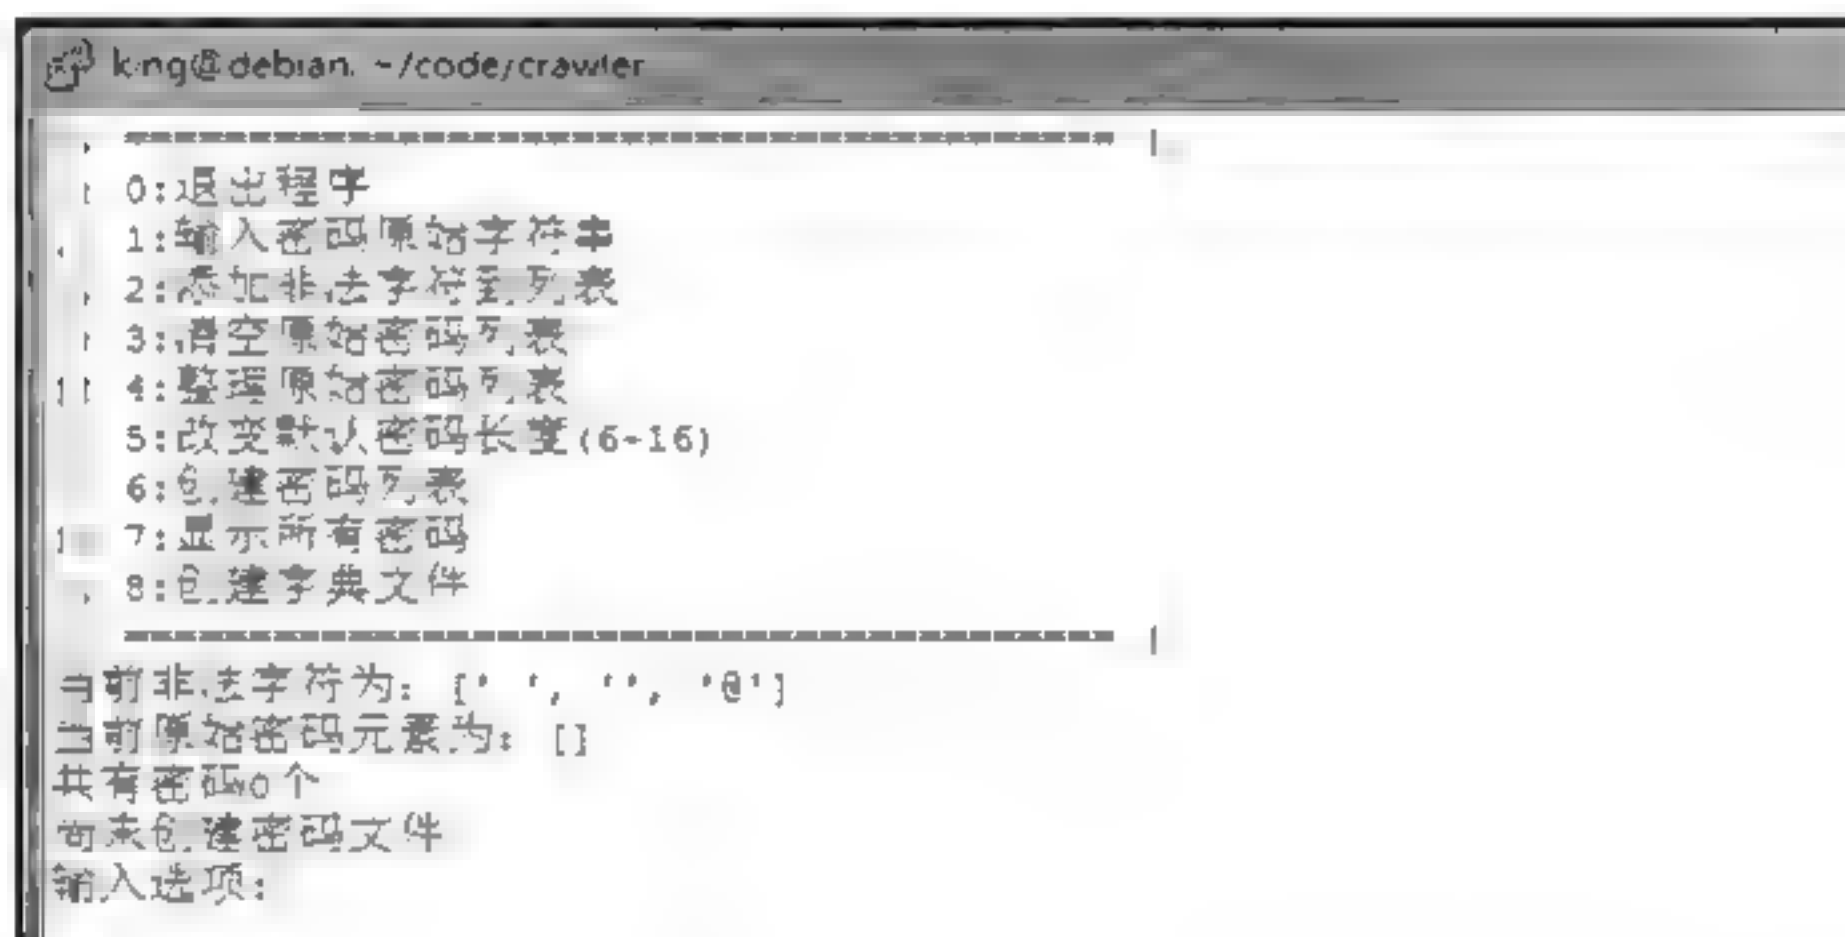 king@debian: ~/code/crawler
0:退出程字
1:输入密码原始字符串
2:添加非法字符到列表
3:清空原始密码列表
4:整理原始密码列表
5:改变默认密码长度(6-16)
6:创建密码列表
7:显示所有密码
8:创建字典文件
当前非法字符为: [' ', '', '@']
当前原始密码元素为: []
共有密码0个
尚未创建密码文件
输入选项: